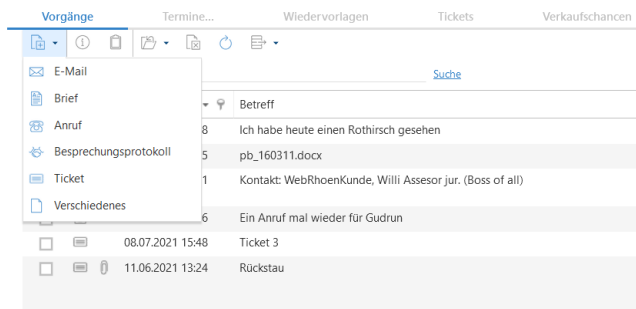 Vorgänge Termine... Wiedervorlagen Tickets Verkaufschancen
E-Mail
Suche
Brief
Betreff
Anruf
8 Ich habe heute einen Rothirsch gesehen
Besprechungsprotokoll
5 pb_160311.docx
Ticket
1 Kontakt: WebRhoenKunde, Willi Assesor jur. (Boss of all)
Verschiedenes
6 Ein Anruf mal wieder für Gudrun
08.07.2021 15:48 Ticket 3
11.06.2021 13:24 Rückstau